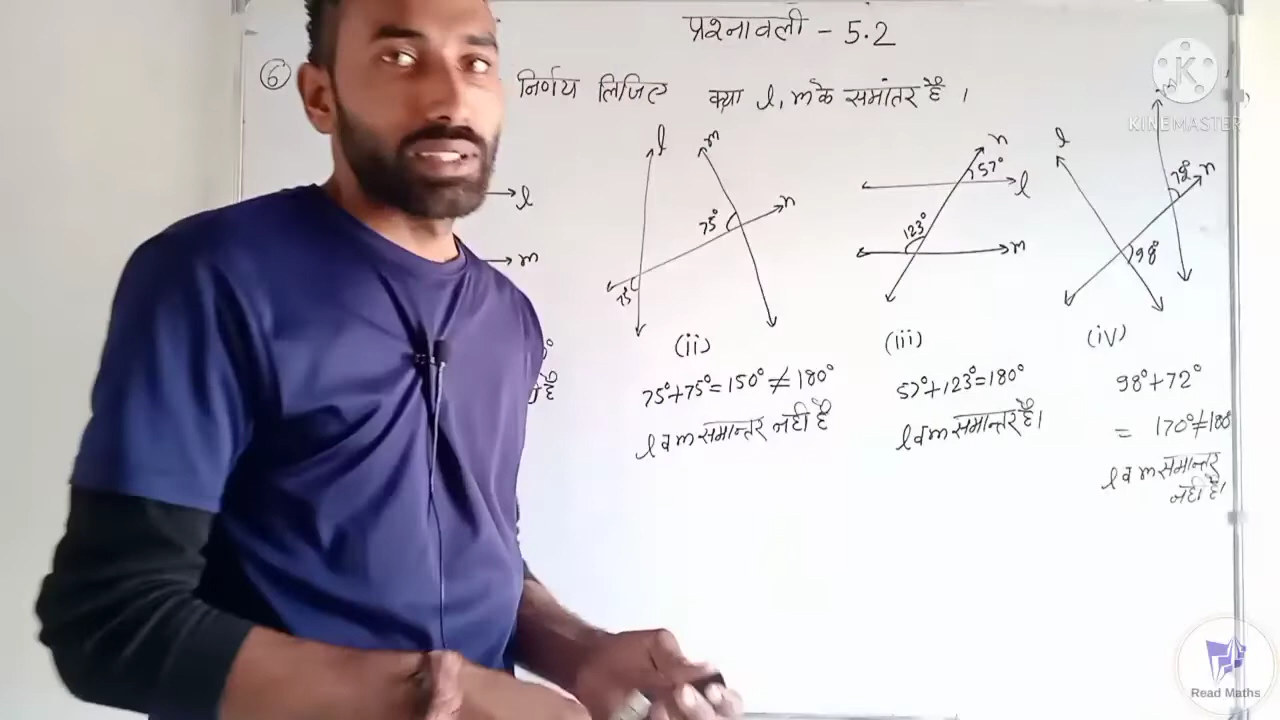 प्रश्नावली - 5.2
⑥ निर्णय लिजिए क्या l, m के समांतर है ।
KINEMASTER
l
m
l m n 75° 75°
n 57° l 123° m
l n 98°
(ii) (iii) (iv)
75°+75°=150°≠180° 57°+123°=180° 98°+72°
l व m समान्तर नहीं है l व m समान्तर है। = 170°≠180
l व m समान्तर
नहीं है।
Read Maths